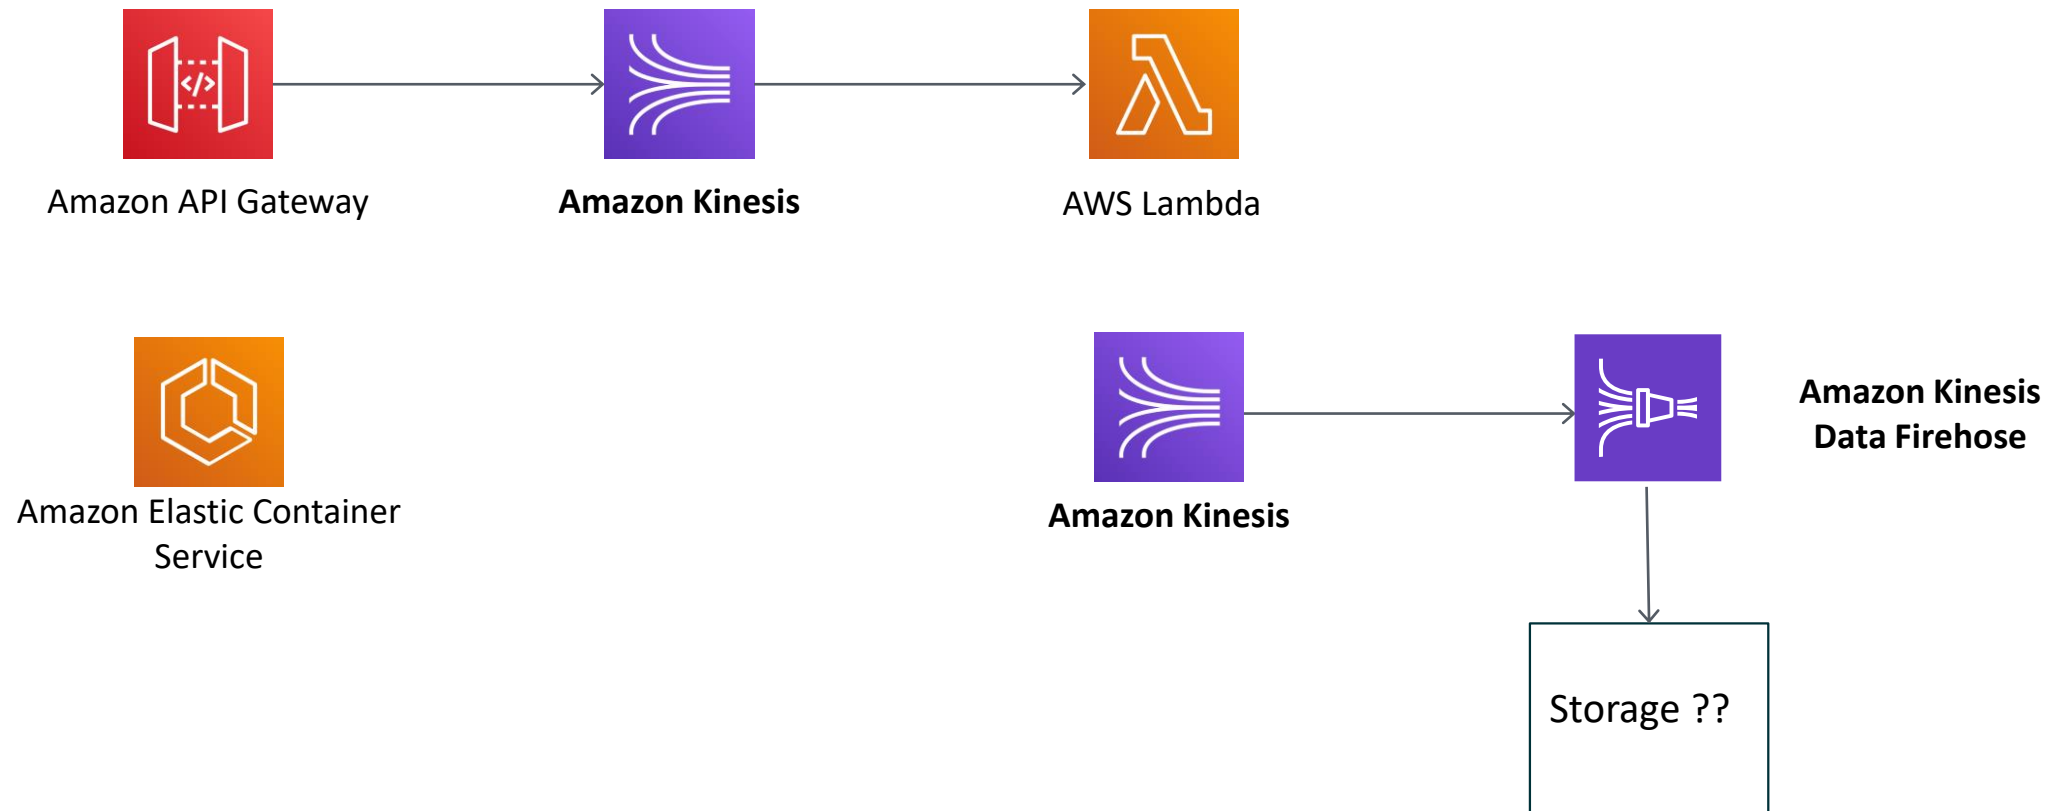 </>
Amazon API Gateway
Amazon Kinesis
AWS Lambda
Amazon Elastic Container
Service
Amazon Kinesis
Amazon Kinesis
Data Firehose
Storage ??